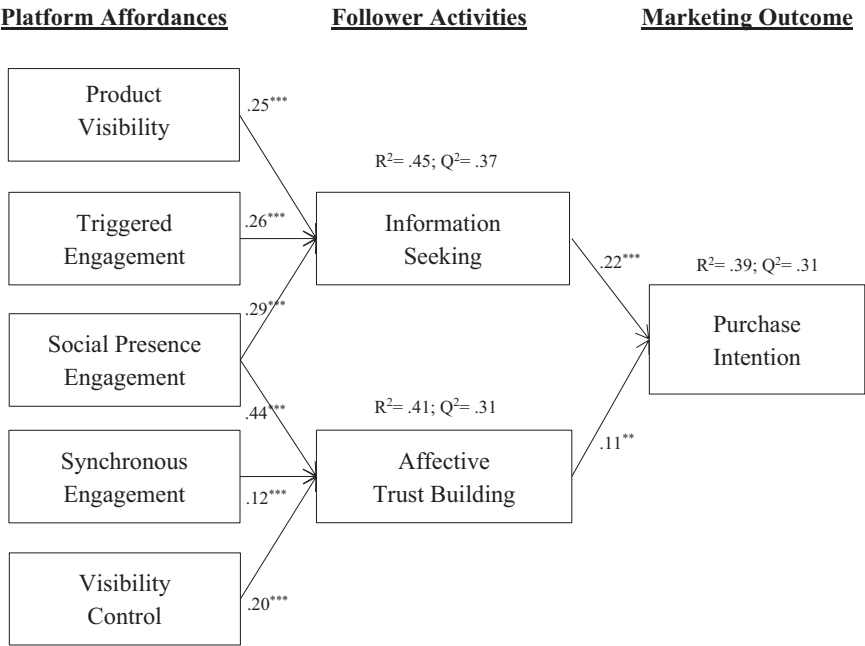 Platform Affordances
Follower Activities
Marketing Outcome
Product
Visibility
.25***
R²= .45; Q²= .37
Triggered
Engagement
.26***
Information
Seeking
.22***
R²= .39; Q²= .31
.29***
Purchase
Intention
Social Presence
Engagement
.44***
R²= .41; Q²= .31
.11**
Synchronous
Engagement
.12***
Affective
Trust Building
Visibility
Control
.20***